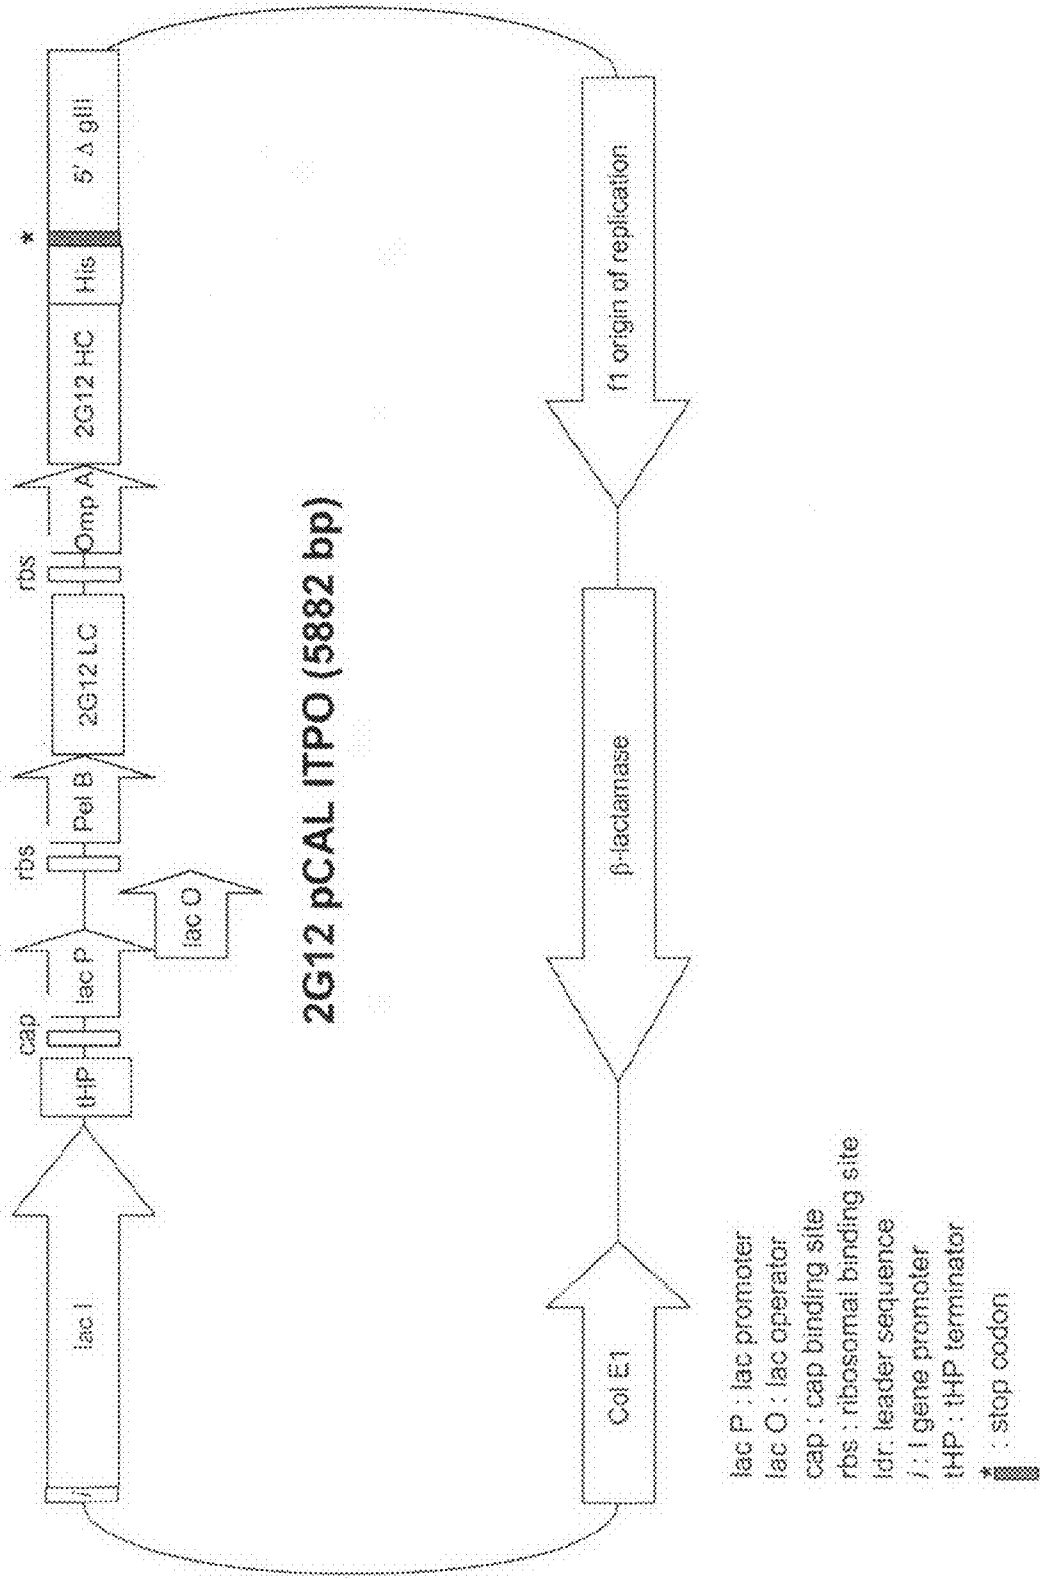 i
lac I
tHP
cap
lac P
lac O
rbs
Pel B
2G12 LC
rbs
Omp A
2G12 HC
His
*
5' Δ gIII
2G12 pCAL ITPO (5882 bp)
Col E1
β-lactamase
f1 origin of replication
lac P : lac promoter
lac O : lac operator
cap : cap binding site
rbs : ribosomal binding site
ldr: leader sequence
i : I gene promoter
tHP : tHP terminator
* : stop codon